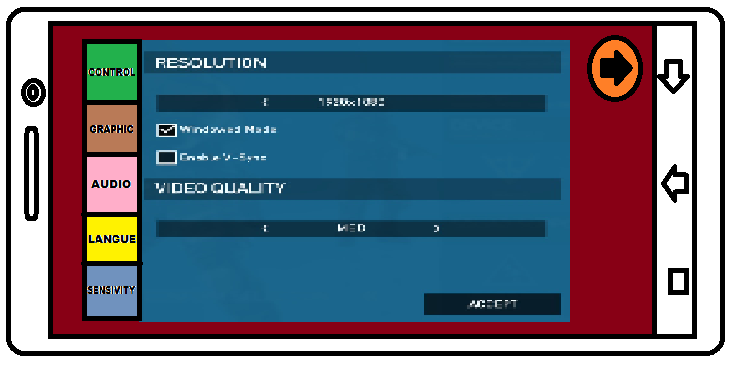 CONTROL
GRAPHIC
AUDIO
LANGUE
SENSIVITY
RESOLUTION
1920x1080
Windowed Mode
Enable V-Sync
VIDEO QUALITY
MED
ACCEPT